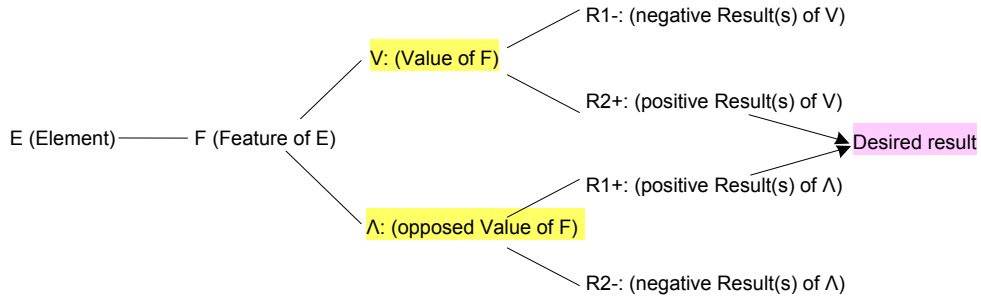 R1-: (negative Result(s) of V)
V: (Value of F)
R2+: (positive Result(s) of V)
E (Element)
F (Feature of E)
Desired result
R1+: (positive Result(s) of Λ)
Λ: (opposed Value of F)
R2-: (negative Result(s) of Λ)